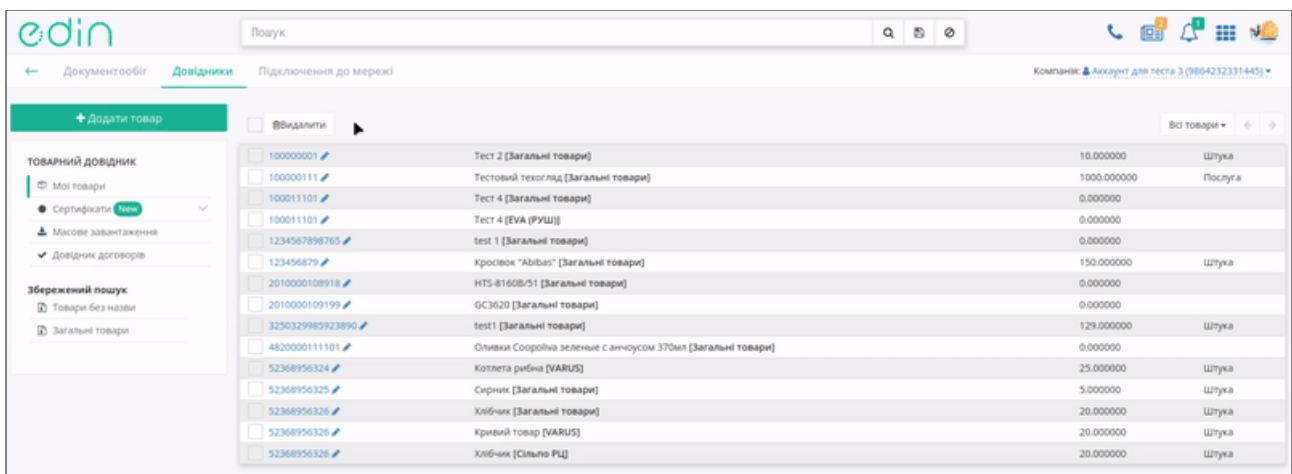 edin
Пошук
2
1
← Документообіг Довідники Підключення до мережі
Компанія: Аккаунт для теста 3 (9864232331445)
+ Додати товар
Видалити
Всі товари
ТОВАРНИЙ ДОВІДНИК
Мої товари
Сертифікати New
Масове завантаження
Довідник договорів
Збережений пошук
Товари без назви
Загальні товари
100000001 Тест 2 [Загальні товари] 10.000000 Штука
100000111 Тестовий техогляд [Загальні товари] 1000.000000 Послуга
100011101 Тест 4 [Загальні товари] 0.000000
100011101 Тест 4 [EVA (РУШ)] 0.000000
1234567898765 test 1 [Загальні товари] 0.000000
123456879 Кросівок "Abibas" [Загальні товари] 150.000000 Штука
2010000108918 HTS-8160B/51 [Загальні товари] 0.000000
2010000109199 GC3620 [Загальні товари] 0.000000
3250329985923890 test1 [Загальні товари] 129.000000 Штука
4820000111101 Оливки Coopoliva зеленые с анчоусом 370мл [Загальні товари] 0.000000
52368956324 Котлета рибна [VARUS] 25.000000 Штука
52368956325 Сирник [Загальні товари] 5.000000 Штука
52368956326 Хлібчик [Загальні товари] 20.000000 Штука
52368956326 Кривий товар [VARUS] 20.000000 Штука
52368956326 Хлібчик [Сільпо РЦ] 20.000000 Штука